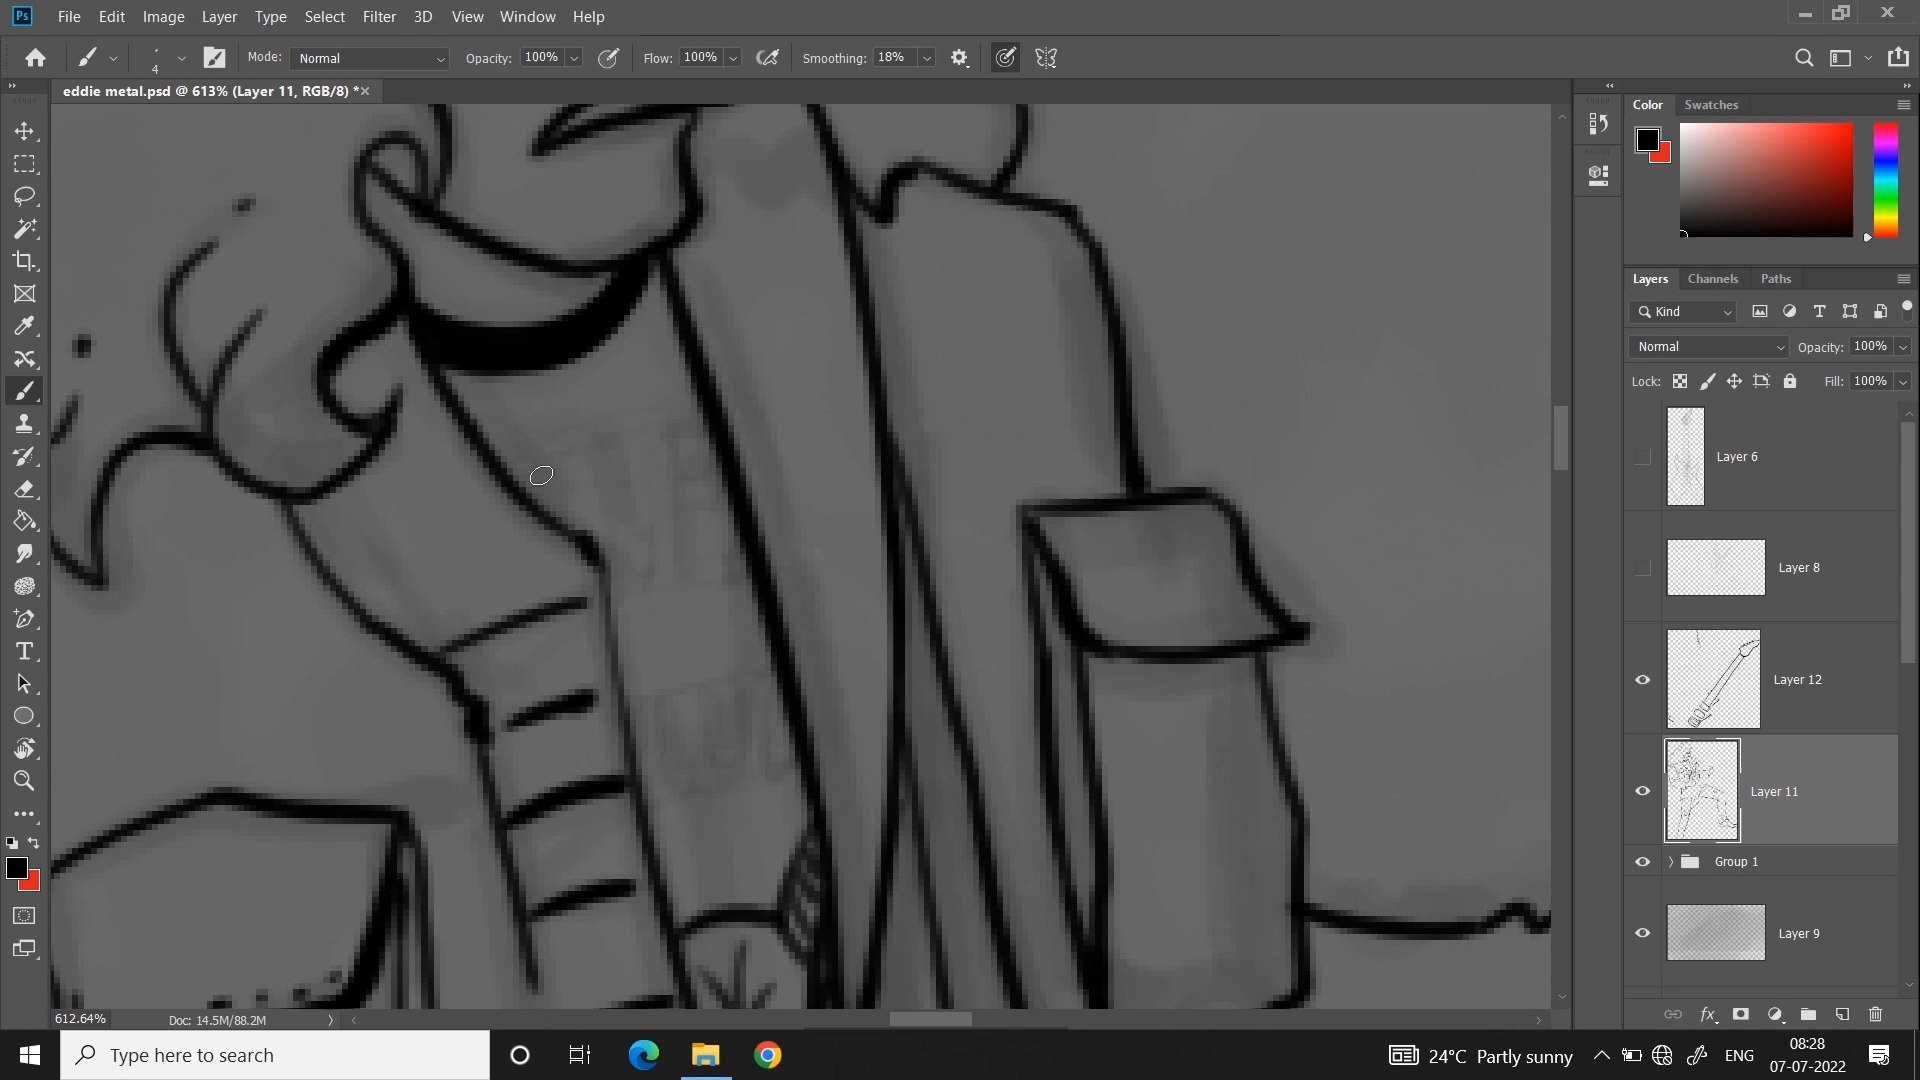 Ps File Edit Image Layer Type Select Filter 3D View Window Help
4 Mode: Normal Opacity: 100% Flow: 100% Smoothing: 18%
eddie metal.psd @ 613% (Layer 11, RGB/8) *
Color Swatches
Layers Channels Paths
Kind
Normal Opacity: 100%
Lock: Fill: 100%
Layer 6
Layer 8
Layer 12
Layer 11
Group 1
Layer 9
fx
612.64% Doc: 14.5M/88.2M
Type here to search
24°C Partly sunny
ENG
08:28
07-07-2022